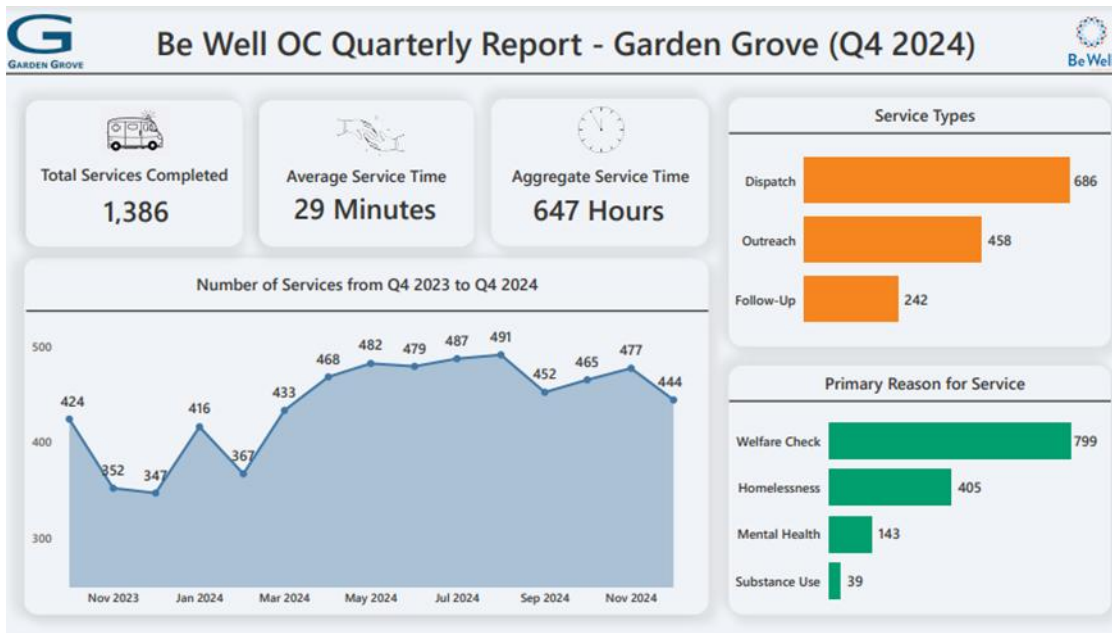 G
GARDEN GROVE
Be Well OC Quarterly Report - Garden Grove (Q4 2024)
Be Wel
Total Services Completed
1,386
Average Service Time
29 Minutes
Aggregate Service Time
647 Hours
Number of Services from Q4 2023 to Q4 2024
500
400
300
424
352
347
416
367
433
468
482
479
487
491
452
465
477
444
Nov 2023
Jan 2024
Mar 2024
May 2024
Jul 2024
Sep 2024
Nov 2024
Service Types
Dispatch 686
Outreach 458
Follow-Up 242
Primary Reason for Service
Welfare Check 799
Homelessness 405
Mental Health 143
Substance Use 39